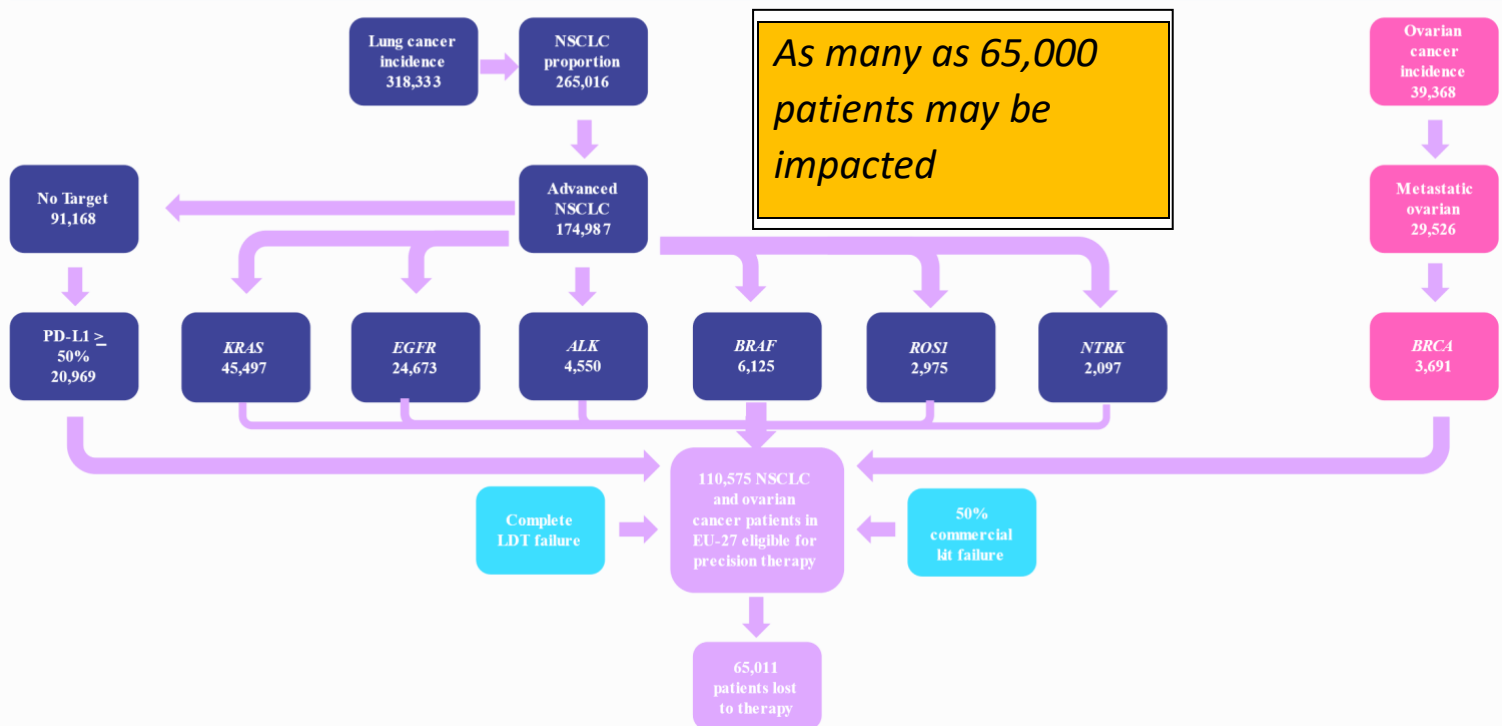 Lung cancer
incidence
318,333
NSCLC
proportion
265,016
As many as 65,000
patients may be
impacted
Ovarian
cancer
incidence
39,368
No Target
91,168
Advanced
NSCLC
174,987
Metastatic
ovarian
29,526
PD-L1 ≥
50%
20,969
KRAS
45,497
EGFR
24,673
ALK
4,550
BRAF
6,125
ROS1
2,975
NTRK
2,097
BRCA
3,691
Complete
LDT failure
110,575 NSCLC
and ovarian
cancer patients in
EU-27 eligible for
precision therapy
50%
commercial
kit failure
65,011
patients lost
to therapy